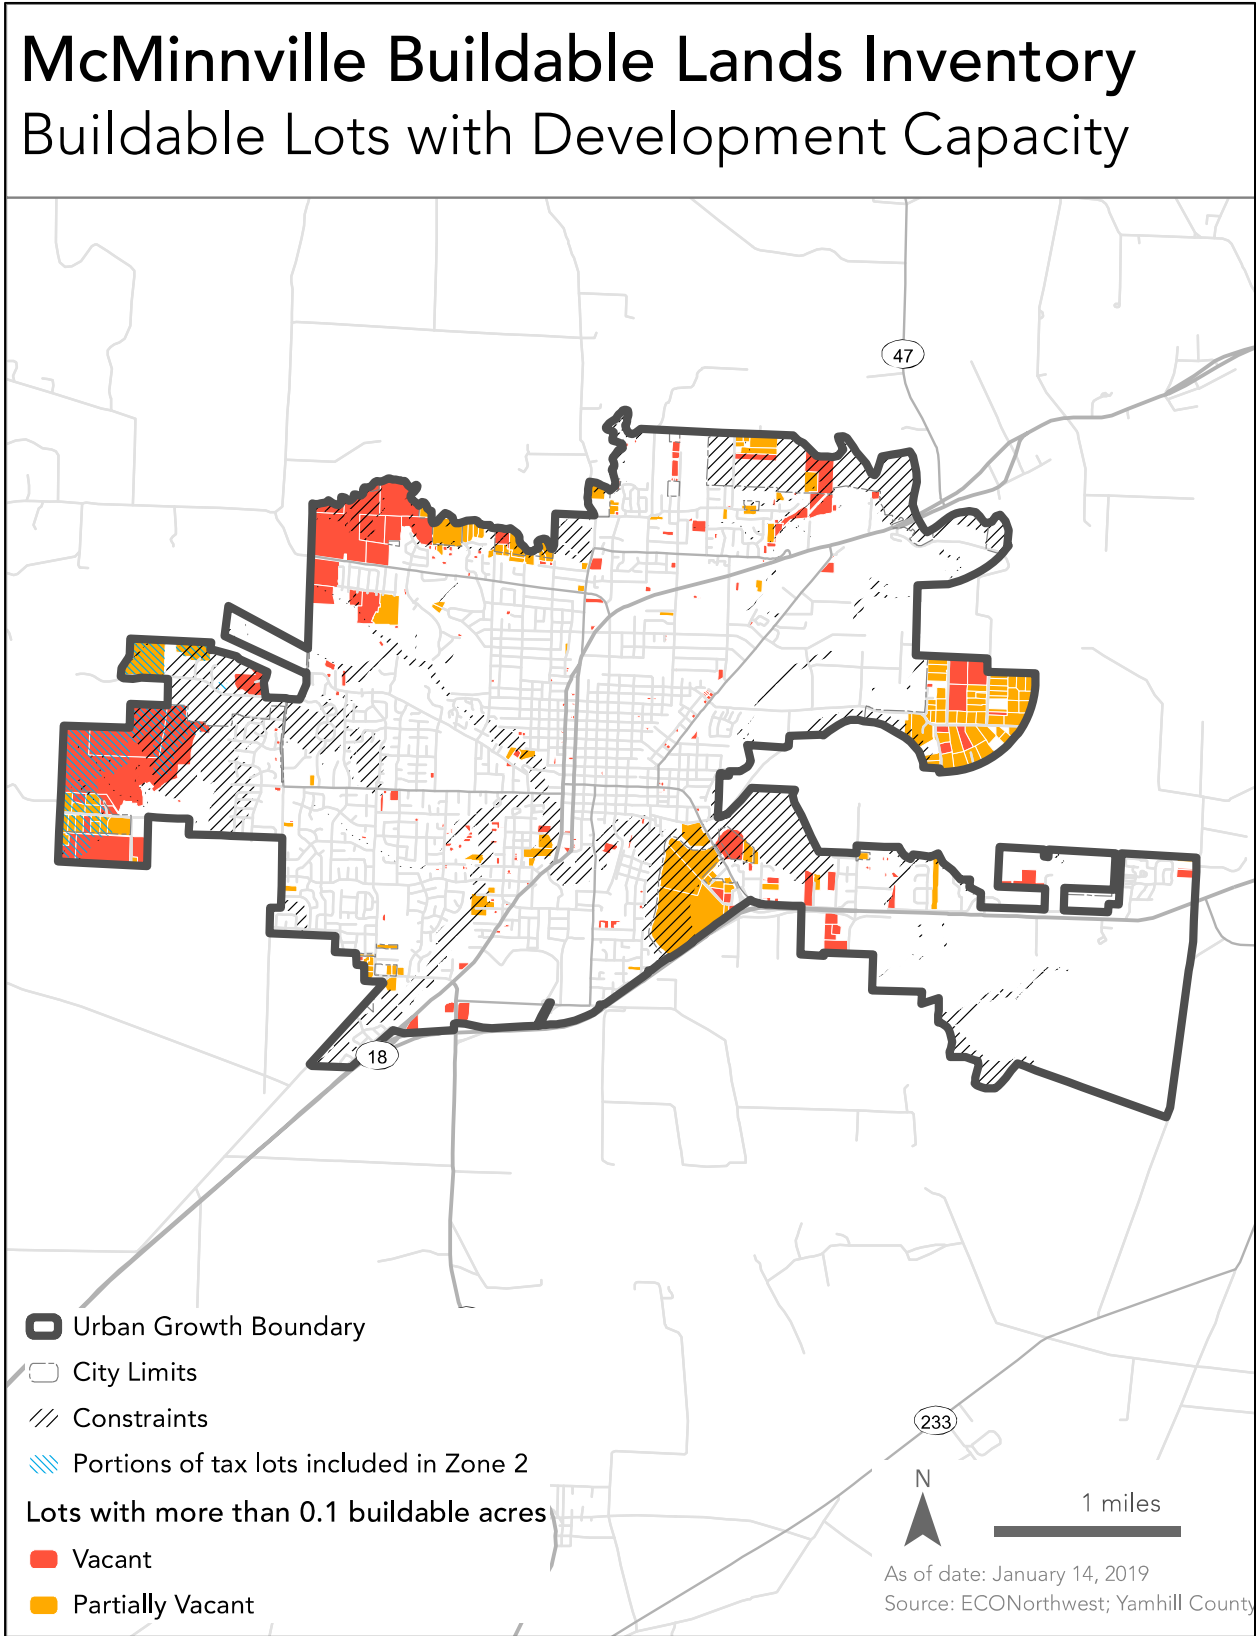 McMinnville Buildable Lands Inventory
Buildable Lots with Development Capacity
47
18
Urban Growth Boundary
City Limits
Constraints
Portions of tax lots included in Zone 2
Lots with more than 0.1 buildable acres
Vacant
Partially Vacant
233
N
1 miles
As of date: January 14, 2019
Source: ECONorthwest; Yamhill County